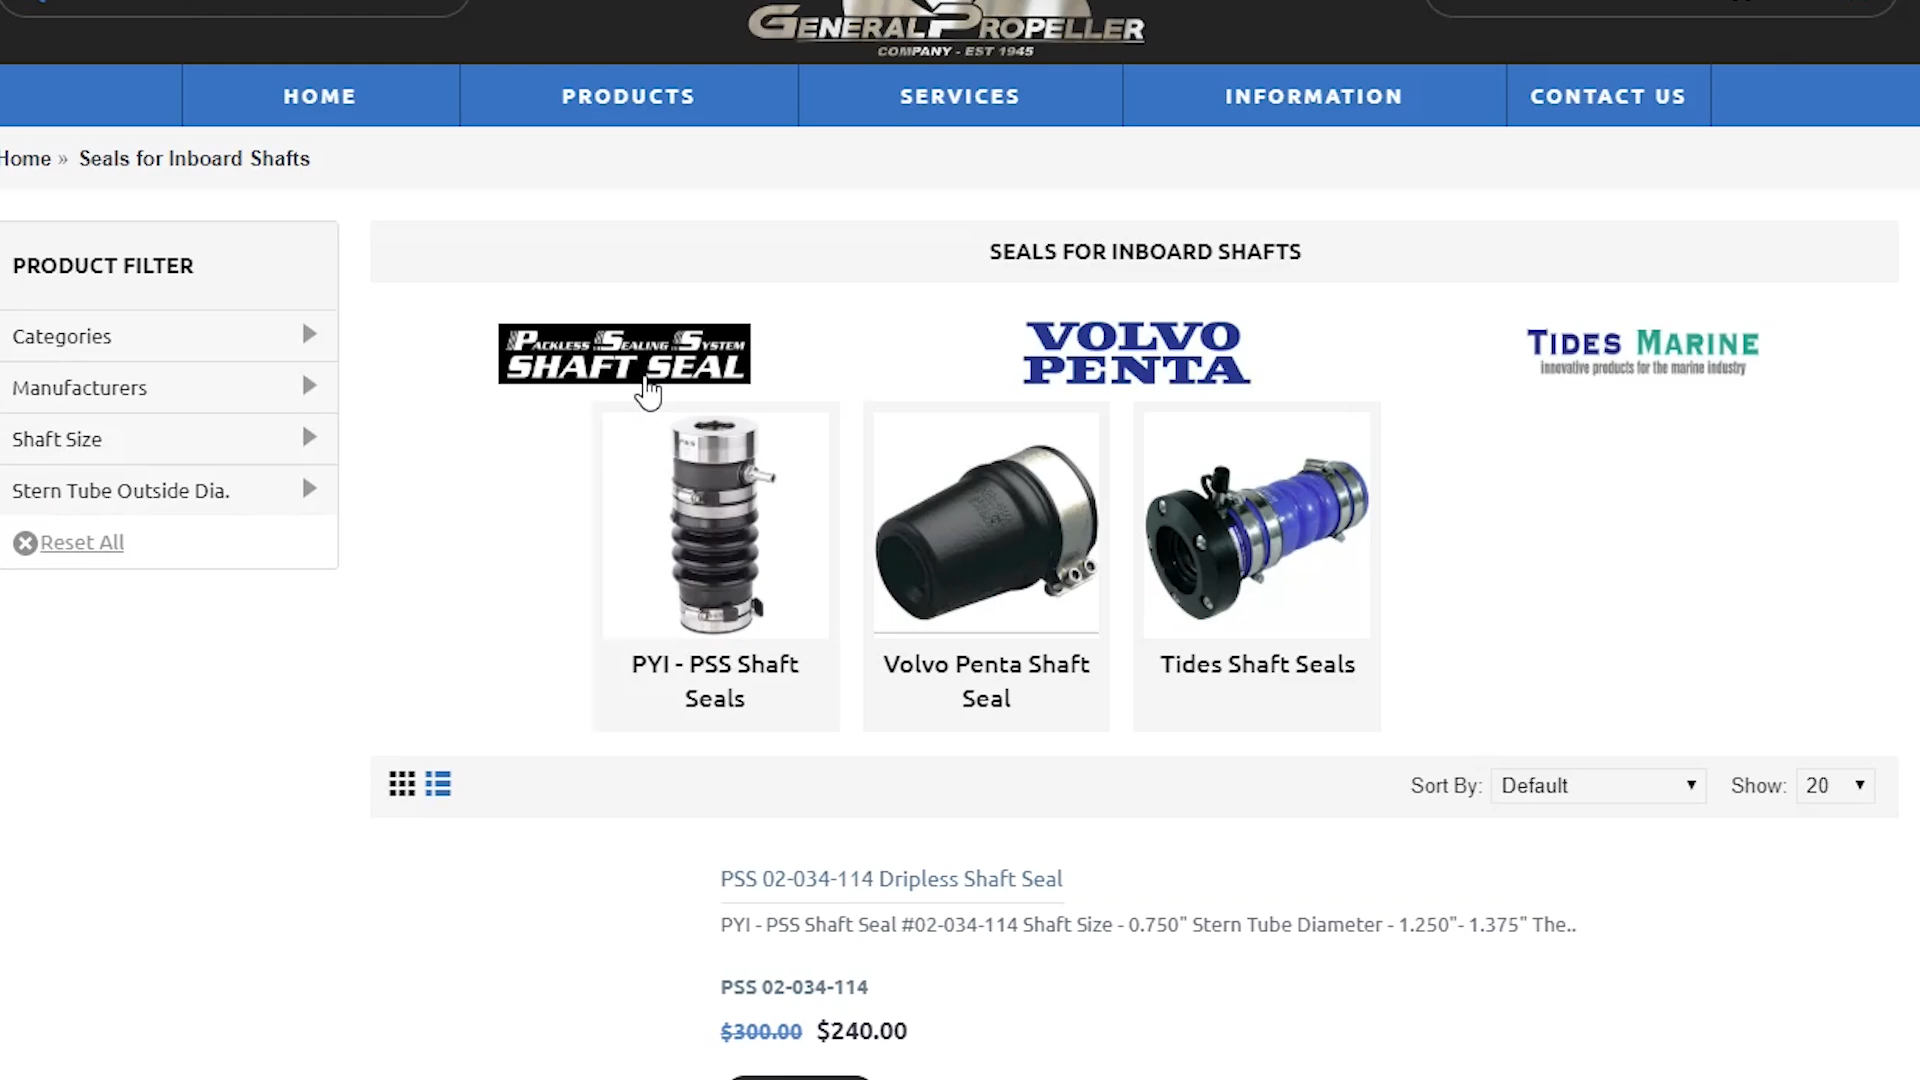 GENERAL PROPELLER
COMPANY - EST 1945
HOME
PRODUCTS
SERVICES
INFORMATION
CONTACT US
Home » Seals for Inboard Shafts
PRODUCT FILTER
Categories
Manufacturers
Shaft Size
Stern Tube Outside Dia.
Reset All
SEALS FOR INBOARD SHAFTS
PACKLESS SEALING SYSTEM
SHAFT SEAL
VOLVO
PENTA
TIDES MARINE
innovative products for the marine industry
PYI - PSS Shaft
Seals
Volvo Penta Shaft
Seal
Tides Shaft Seals
Sort By: Default
Show: 20
PSS 02-034-114 Dripless Shaft Seal
PYI - PSS Shaft Seal #02-034-114 Shaft Size - 0.750" Stern Tube Diameter - 1.250"- 1.375" The..
PSS 02-034-114
$300.00 $240.00